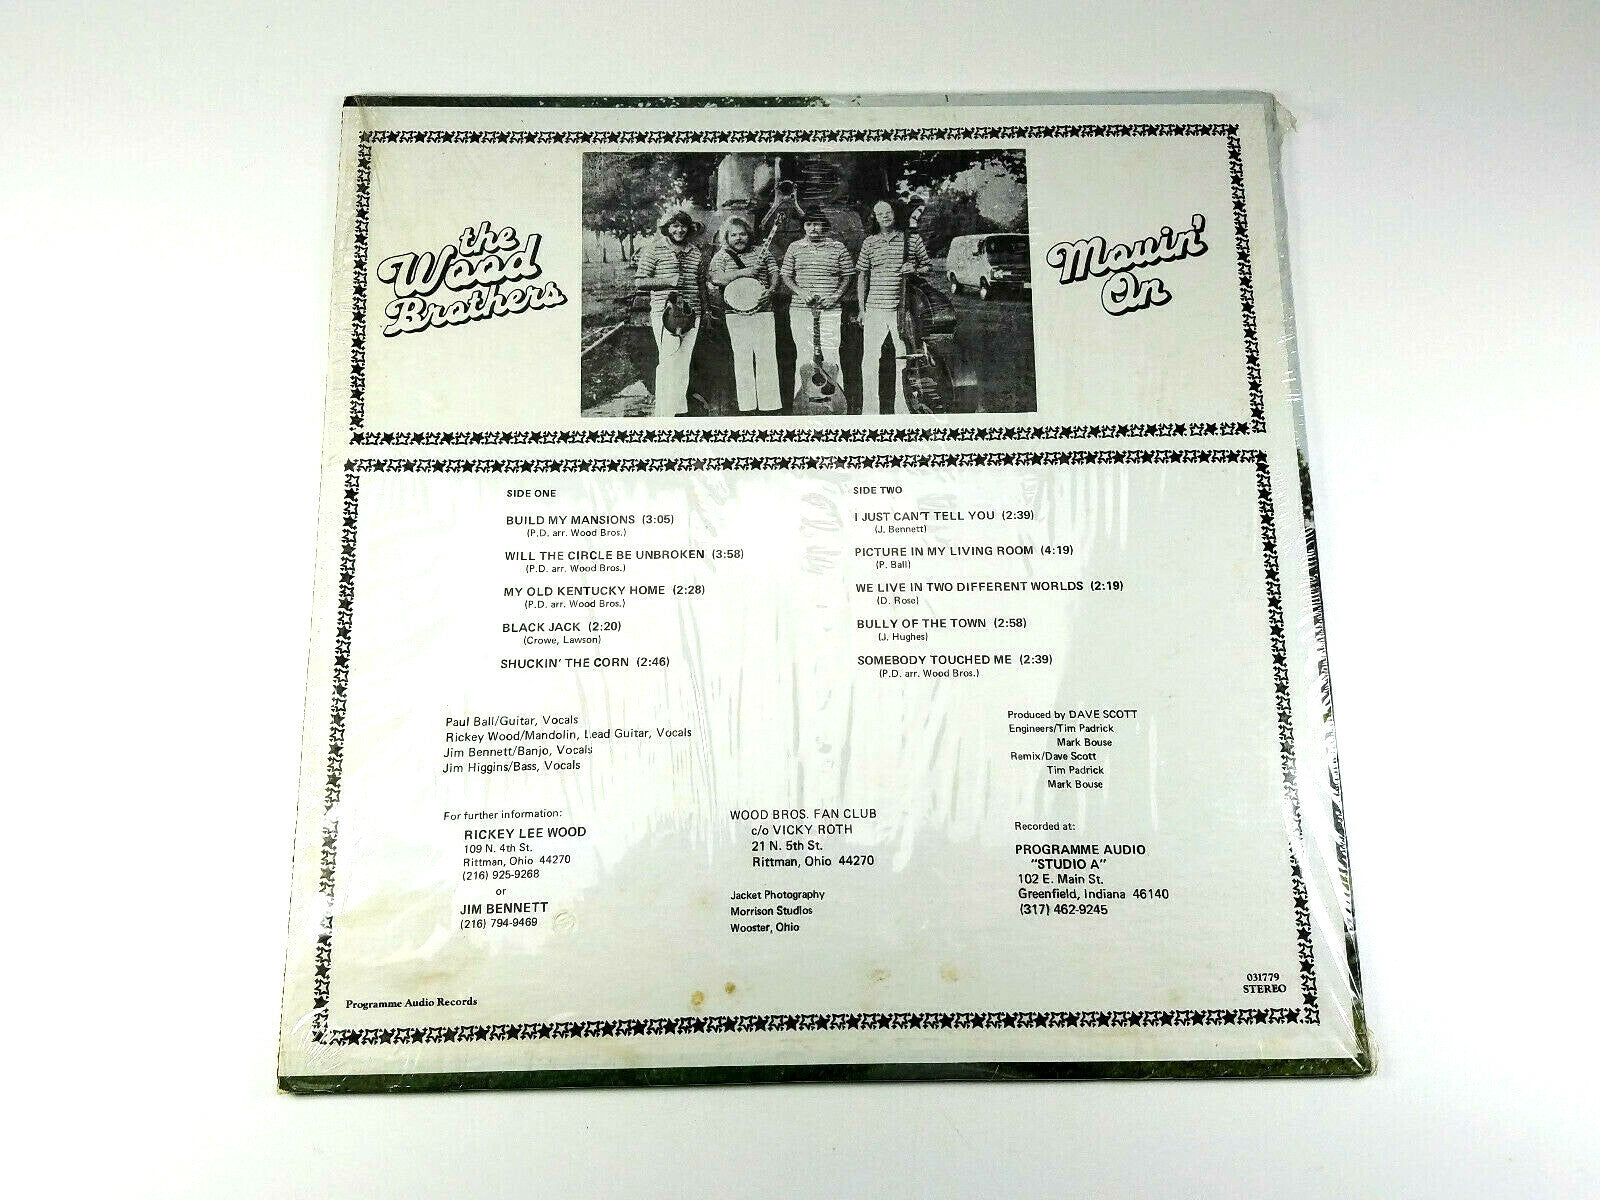 the
Wood
Brothers
Movin'
On
SIDE ONE
BUILD MY MANSIONS (3:05)
(P.D. arr. Wood Bros.)
WILL THE CIRCLE BE UNBROKEN (3:58)
(P.D. arr. Wood Bros.)
MY OLD KENTUCKY HOME (2:28)
(P.D. arr. Wood Bros.)
BLACK JACK (2:20)
(Crowe, Lawson)
SHUCKIN' THE CORN (2:46)
SIDE TWO
I JUST CAN'T TELL YOU (2:39)
(J. Bennett)
PICTURE IN MY LIVING ROOM (4:19)
(P. Ball)
WE LIVE IN TWO DIFFERENT WORLDS (2:19)
(D. Rose)
BULLY OF THE TOWN (2:58)
(J. Hughes)
SOMEBODY TOUCHED ME (2:39)
(P.D. arr. Wood Bros.)
Paul Ball/Guitar, Vocals
Rickey Wood/Mandolin, Lead Guitar, Vocals
Jim Bennett/Banjo, Vocals
Jim Higgins/Bass, Vocals
Produced by DAVE SCOTT
Engineers/Tim Padrick
Mark Bouse
Remix/Dave Scott
Tim Padrick
Mark Bouse
For further information:
RICKEY LEE WOOD
109 N. 4th St.
Rittman, Ohio 44270
(216) 925-9268
or
JIM BENNETT
(216) 794-9469
WOOD BROS. FAN CLUB
c/o VICKY ROTH
21 N. 5th St.
Rittman, Ohio 44270
Jacket Photography
Morrison Studios
Wooster, Ohio
Recorded at:
PROGRAMME AUDIO
"STUDIO A"
102 E. Main St.
Greenfield, Indiana 46140
(317) 462-9245
Programme Audio Records
031779
STEREO